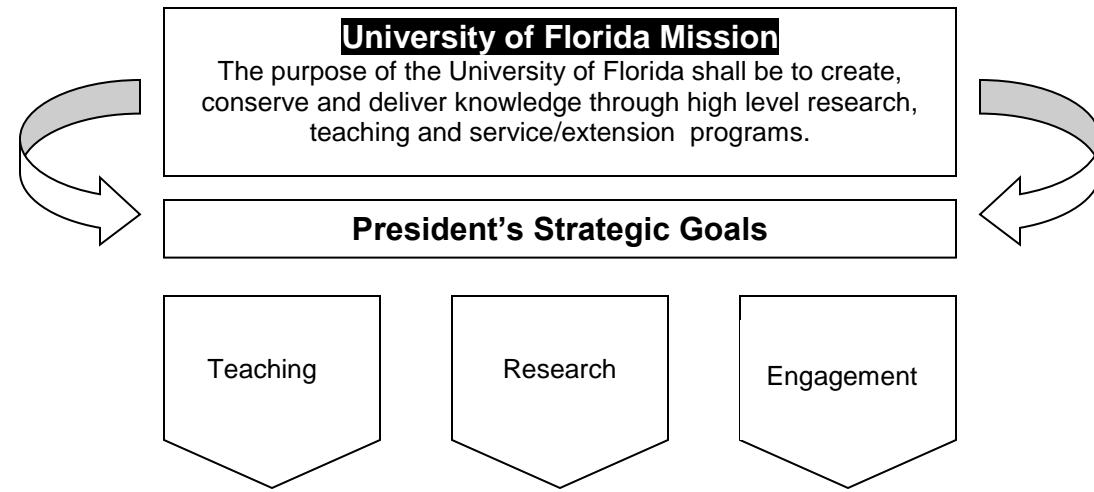 University of Florida Mission
The purpose of the University of Florida shall be to create,
conserve and deliver knowledge through high level research,
teaching and service/extension programs.
President's Strategic Goals
Teaching
Research
Engagement